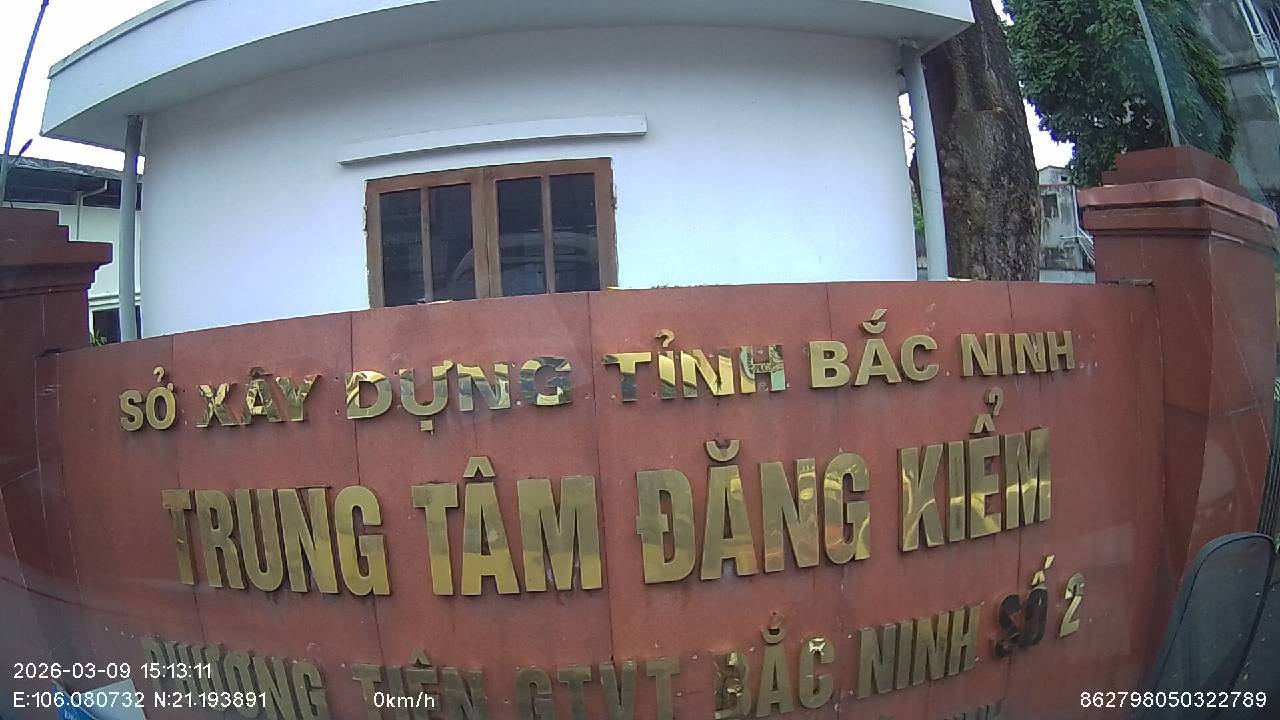 SỞ XÂY DỰNG TỈNH BẮC NINH
TRUNG TÂM ĐĂNG KIỂM
PHƯƠNG TIỆN GTVT BẮC NINH SỐ 2
2026-03-09 15:13:11
E:106.080732 N:21.193891 0km/h
862798050322789